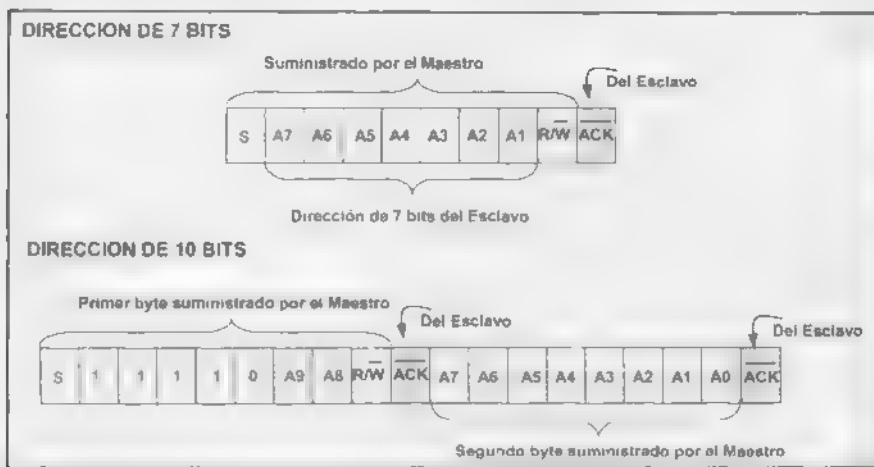 DIRECCION DE 7 BITS
Suministrado por el Maestro
Del Esclavo
S A7 A6 A5 A4 A3 A2 A1 R/W ACK
Dirección de 7 bits del Esclavo
DIRECCION DE 10 BITS
Primer byte suministrado por el Maestro
Del Esclavo
Del Esclavo
S 1 1 1 1 0 A9 A8 R/W ACK A7 A6 A5 A4 A3 A2 A1 A0 ACK
Segundo byte suministrado por el Maestro